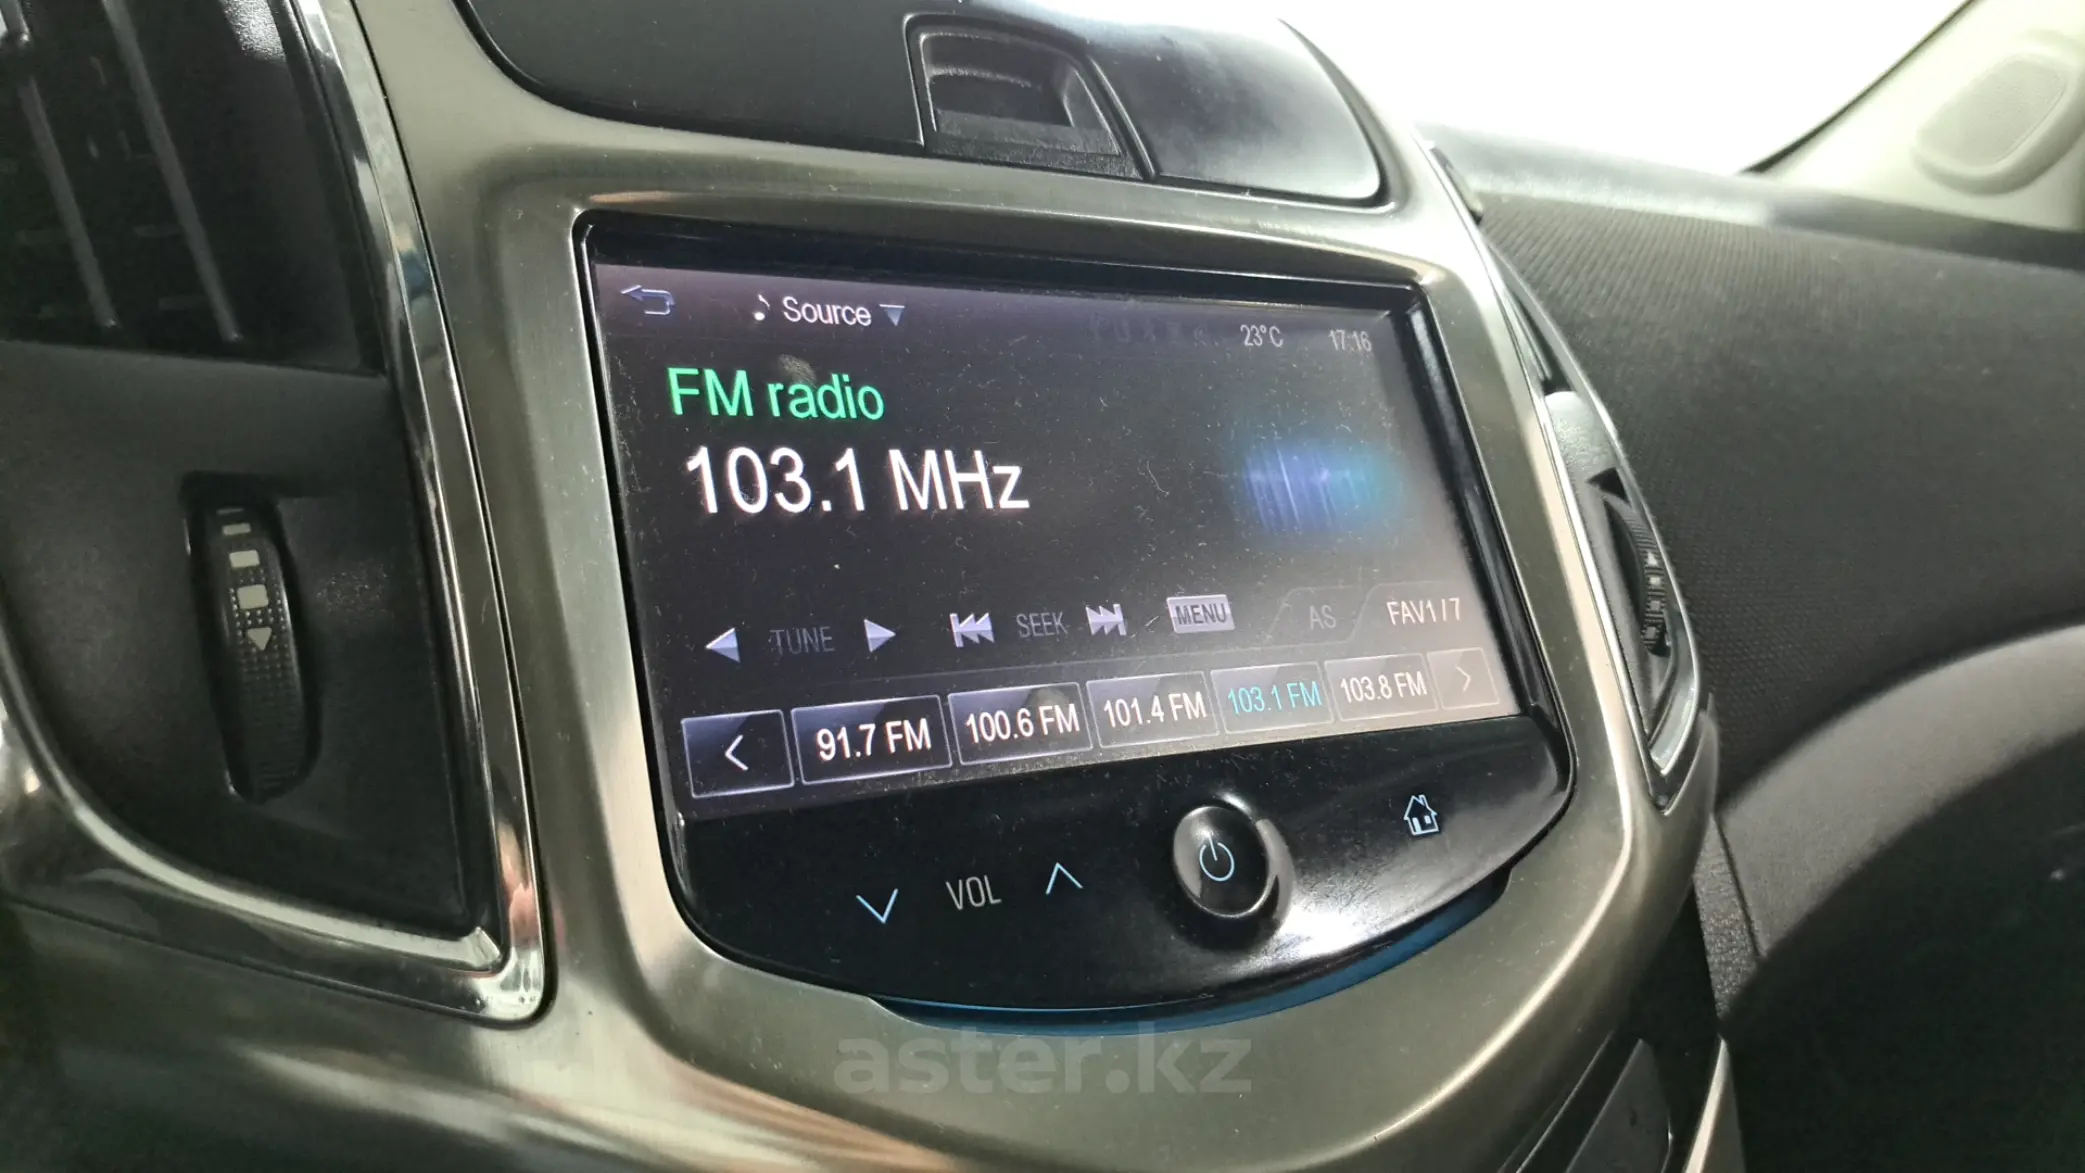 Source
23°C 17:16
FM radio
103.1 MHz
TUNE SEEK MENU AS FAV1/7
91.7 FM 100.6 FM 101.4 FM 103.1 FM 103.8 FM
VOL
aster.kz